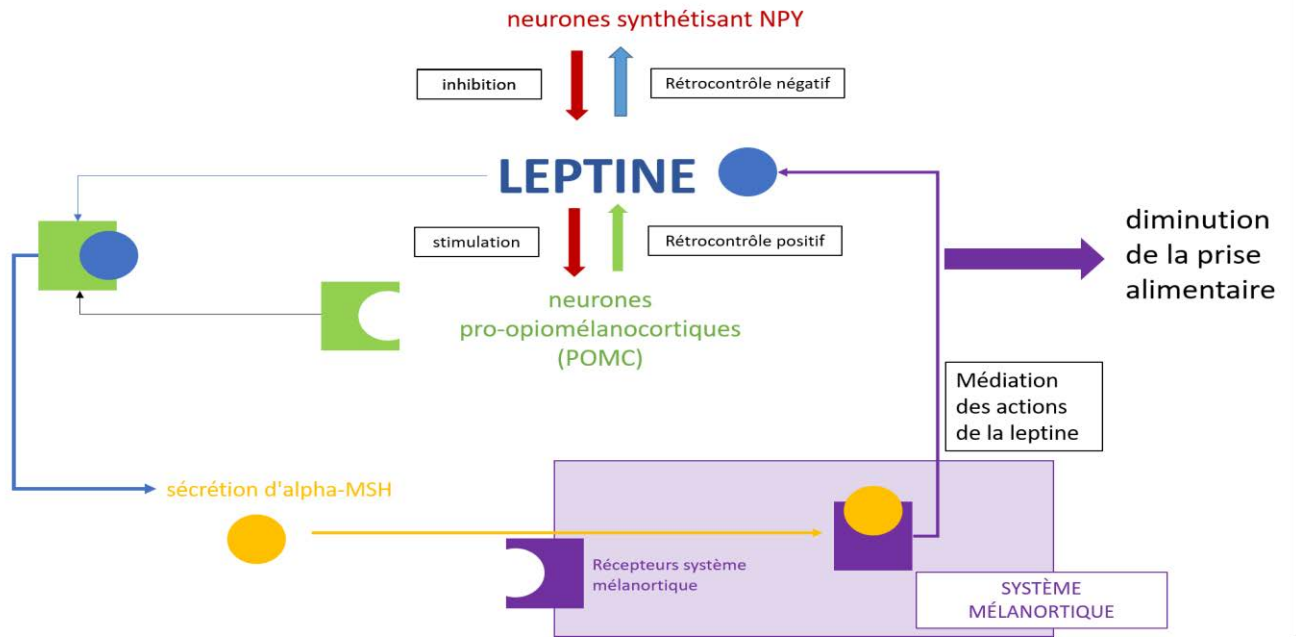 neurones synthétisant NPY
inhibition
Rétrocontrôle négatif
LEPTINE
stimulation
Rétrocontrôle positif
diminution
de la prise
alimentaire
neurones
pro-opiomélanocortiques
(POMC)
Médiation
des actions
de la leptine
sécrétion d'alpha-MSH
Récepteurs système
mélanortique
SYSTÈME
MÉLANORTIQUE